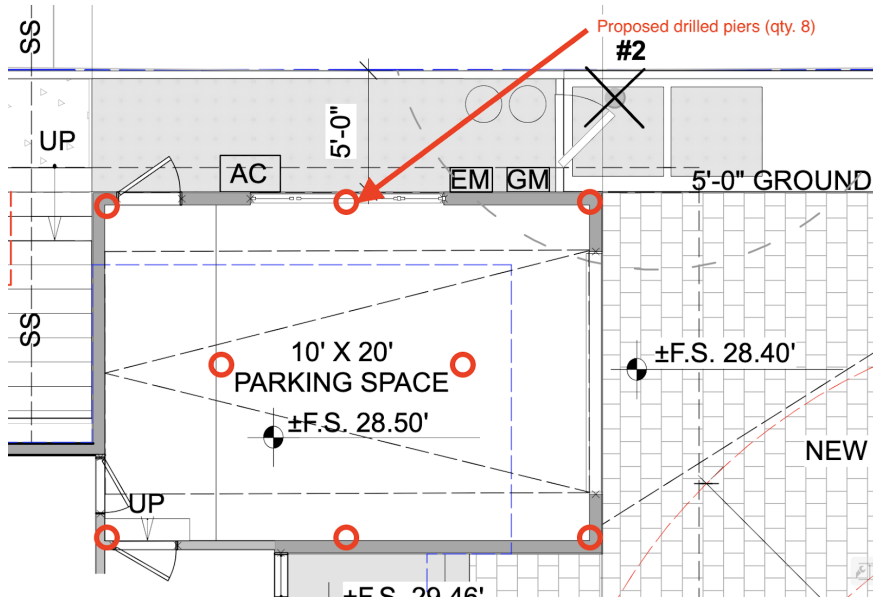 SS
Proposed drilled piers (qty. 8)
#2
UP
5'-0"
AC
EM
GM
5'-0" GROUND
SS
10' X 20'
PARKING SPACE
±F.S. 28.40'
±F.S. 28.50'
NEW
UP
±F.S. 29.46'